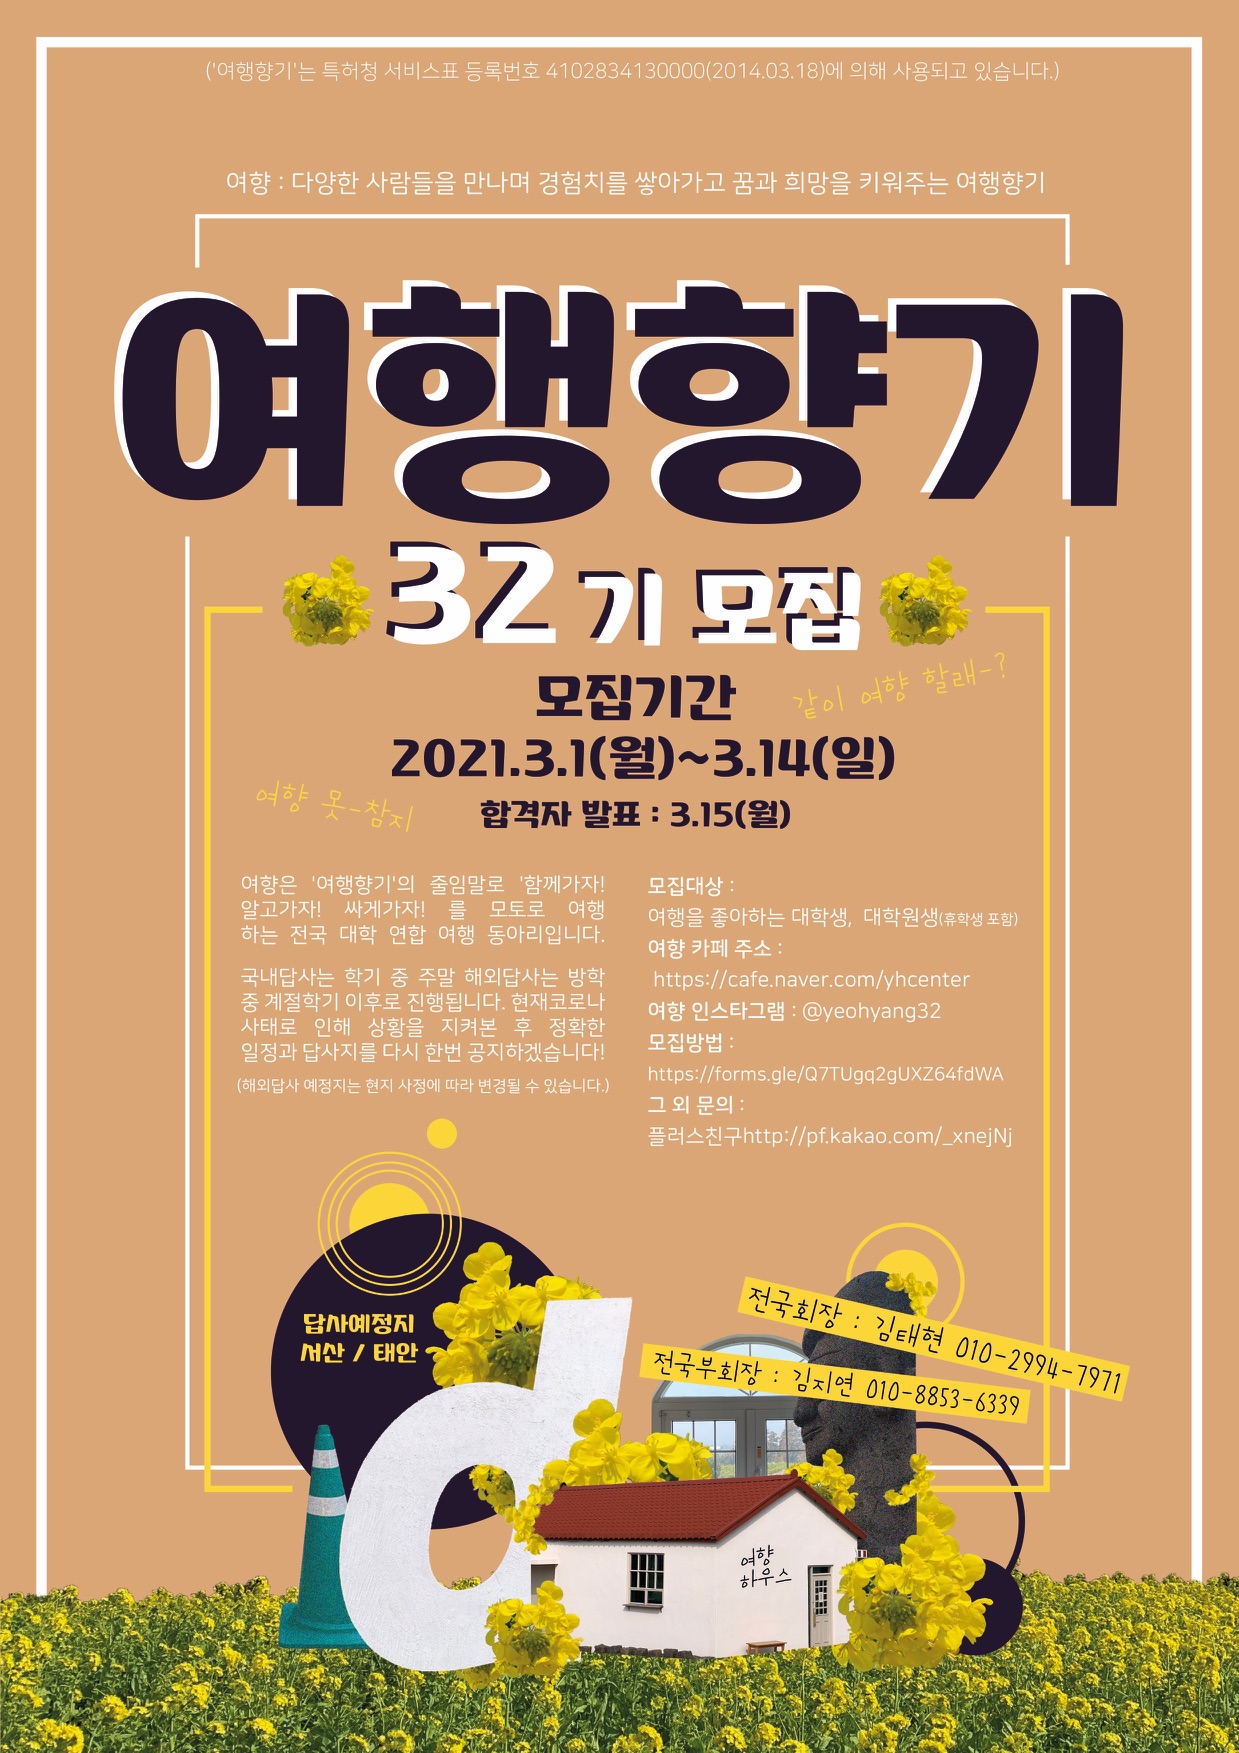 ('여행향기'는 특허청 서비스표 등록번호 4102834130000(2014.03.18)에 의해 사용되고 있습니다.)
여향 : 다양한 사람들을 만나며 경험치를 쌓아가고 꿈과 희망을 키워주는 여행향기
여행향기
32기 모집
모집기간
같이 여향 할래-?
2021.3.1(월)~3.14(일)
여향 못-참지
합격자 발표 : 3.15(월)
여향은 '여행향기'의 줄임말로 '함께가자!
알고가자! 싸게가자! 를 모토로 여행
하는 전국 대학 연합 여행 동아리입니다.
국내답사는 학기 중 주말 해외답사는 방학
중 계절학기 이후로 진행됩니다. 현재코로나
사태로 인해 상황을 지켜본 후 정확한
일정과 답사지를 다시 한번 공지하겠습니다!
(해외답사 예정지는 현지 사정에 따라 변경될 수 있습니다.)
모집대상 :
여행을 좋아하는 대학생, 대학원생(휴학생 포함)
여향 카페 주소 :
https://cafe.naver.com/yhcenter
여향 인스타그램 : @yeohyang32
모집방법 :
https://forms.gle/Q7TUgq2gUXZ64fdWA
그 외 문의 :
플러스친구http://pf.kakao.com/_xnejNj
답사예정지
서산 / 태안
전국회장 : 김태현 010-2994-7971
전국부회장 : 김지연 010-8853-6339
d
여향
하우스